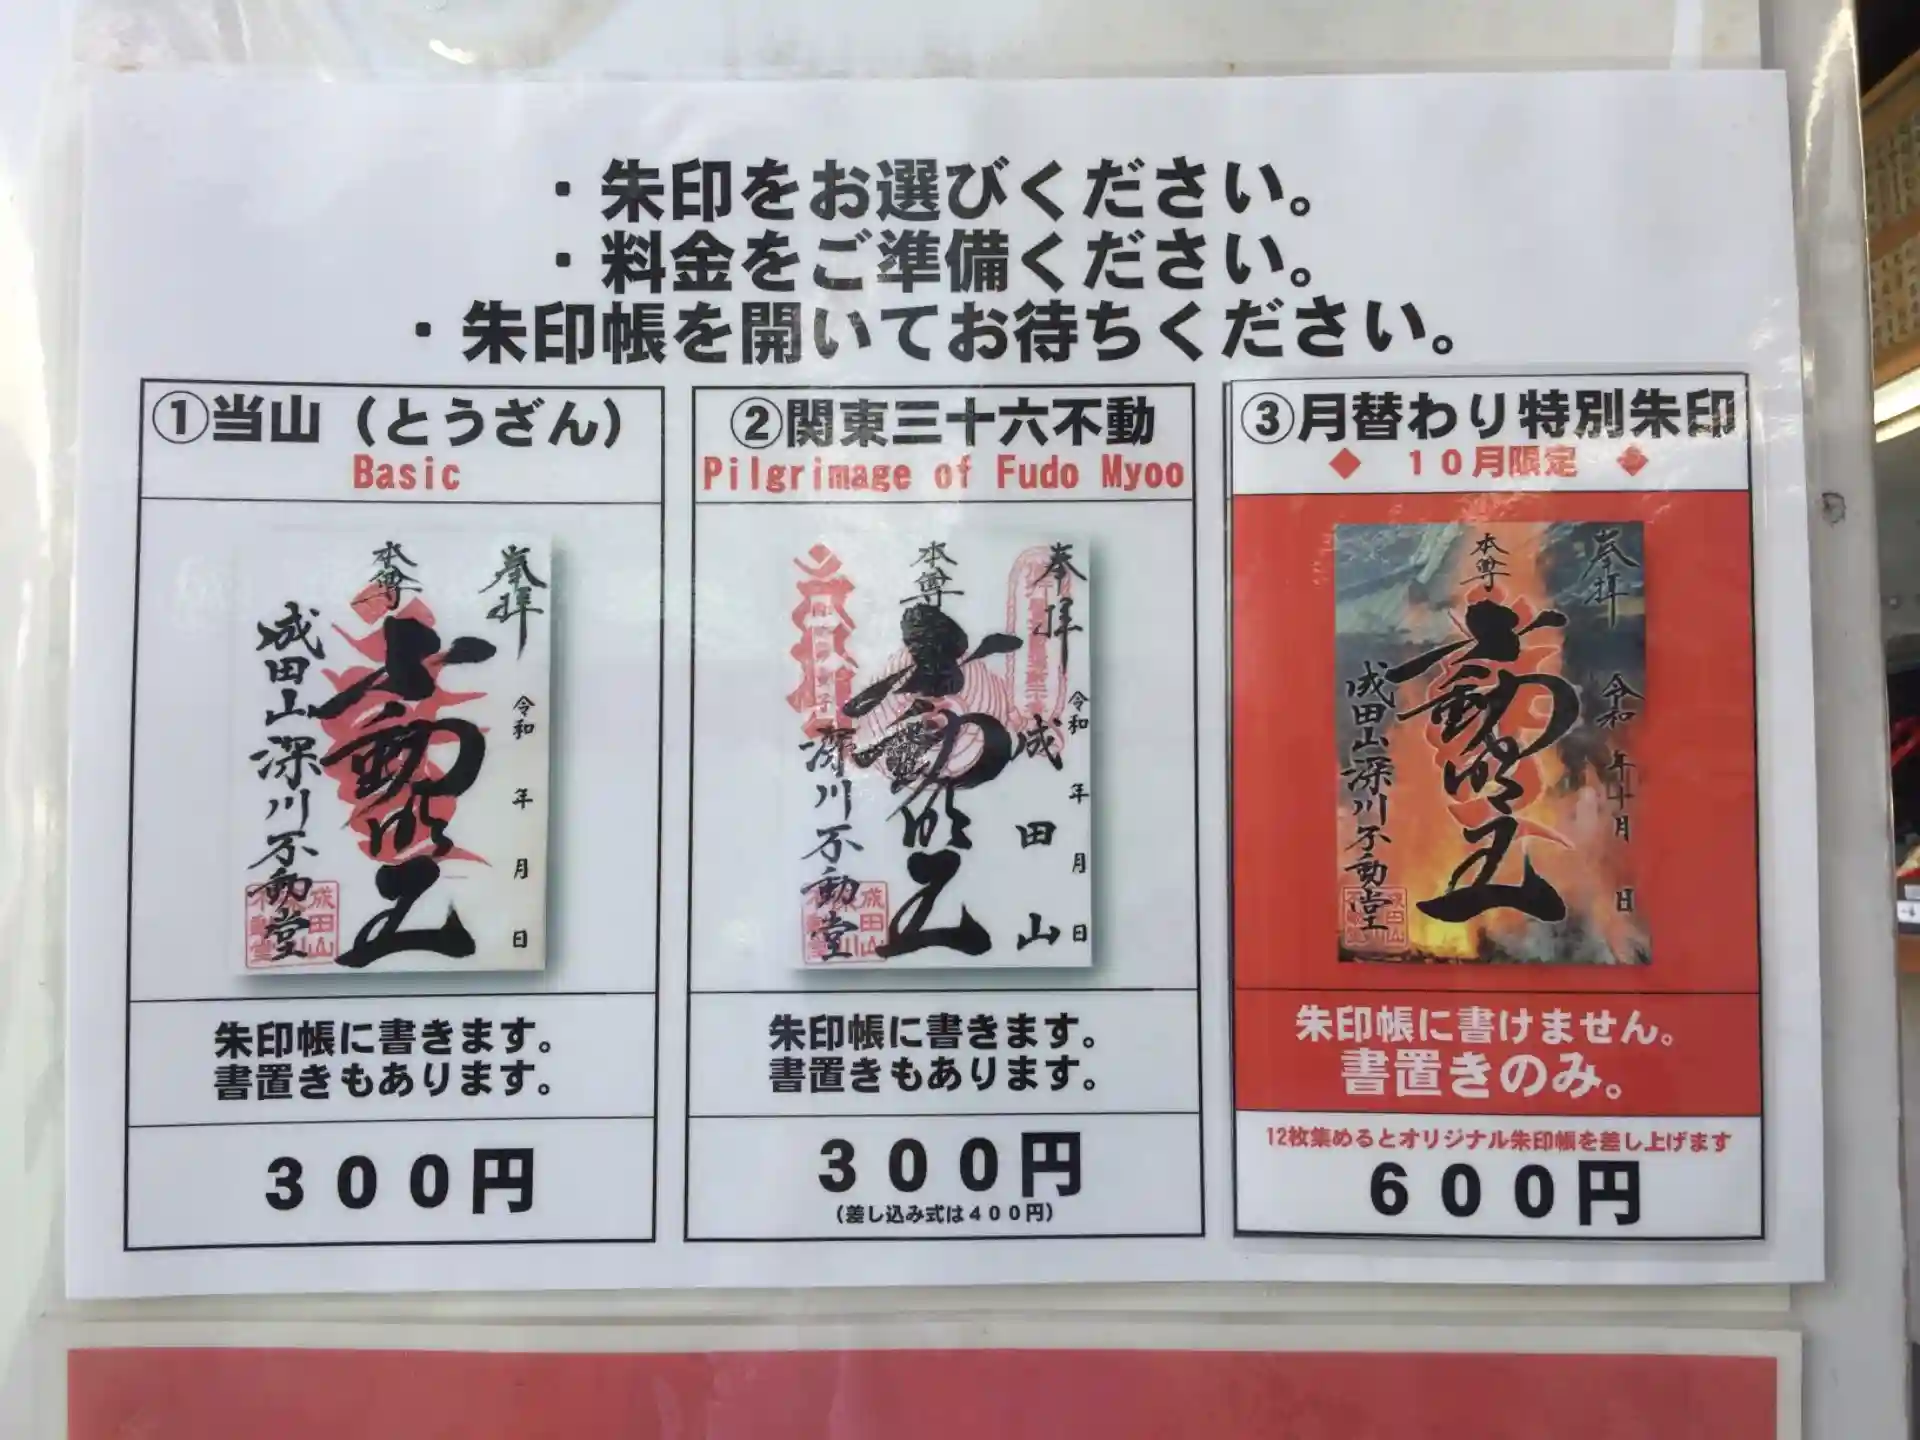 ・朱印をお選びください。
・料金をご準備ください。
・朱印帳を開いてお待ちください。
①当山（とうざん）
Basic
奉拝
令和 年 月 日
本尊
不動明王
成田山深川不動堂
朱印帳に書きます。
書置きもあります。
300円
②関東三十六不動
Pilgrimage of Fudo Myoo
奉拝
令和 年 月 日
成田山
本尊
不動明王
深川不動堂
朱印帳に書きます。
書置きもあります。
300円
（差し込み式は400円）
③月替わり特別朱印
◆ 10月限定 ◆
奉拝
令和 年十月 日
本尊
不動明王
成田山深川不動堂
朱印帳に書けません。
書置きのみ。
12枚集めるとオリジナル朱印帳を差し上げます
600円